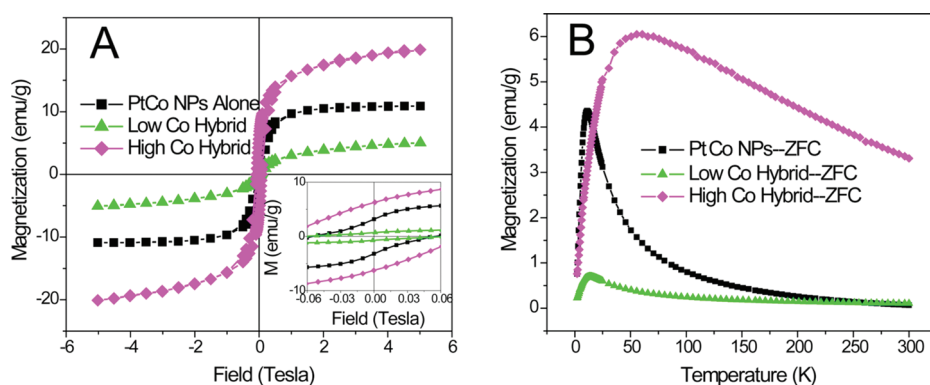 A
Magnetization (emu/g)
20
10
0
-10
-20
PtCo NPs Alone
Low Co Hybrid
High Co Hybrid
M (emu/g)
10
0
-10
-0.06 -0.03 0.00 0.03 0.06
Field (Tesla)
-6 -4 -2 0 2 4 6
Field (Tesla)
B
Magnetization (emu/g)
6
5
4
3
2
1
0
PtCo NPs--ZFC
Low Co Hybrid--ZFC
High Co Hybrid--ZFC
0 50 100 150 200 250 300
Temperature (K)